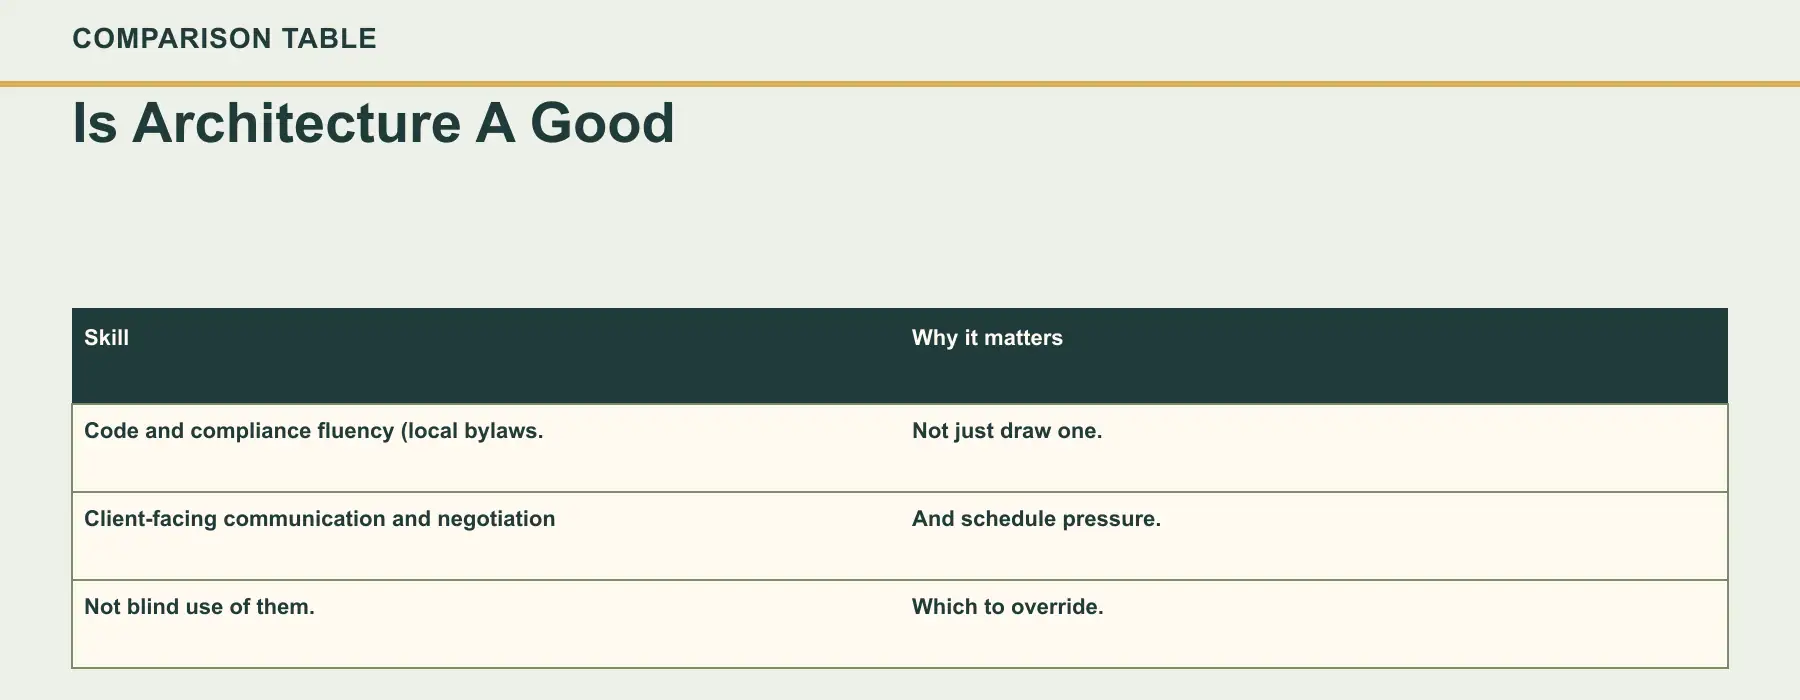 COMPARISON TABLE
Is Architecture A Good
Skill Why it matters
Code and compliance fluency (local bylaws. Not just draw one.
Client-facing communication and negotiation And schedule pressure.
Not blind use of them. Which to override.